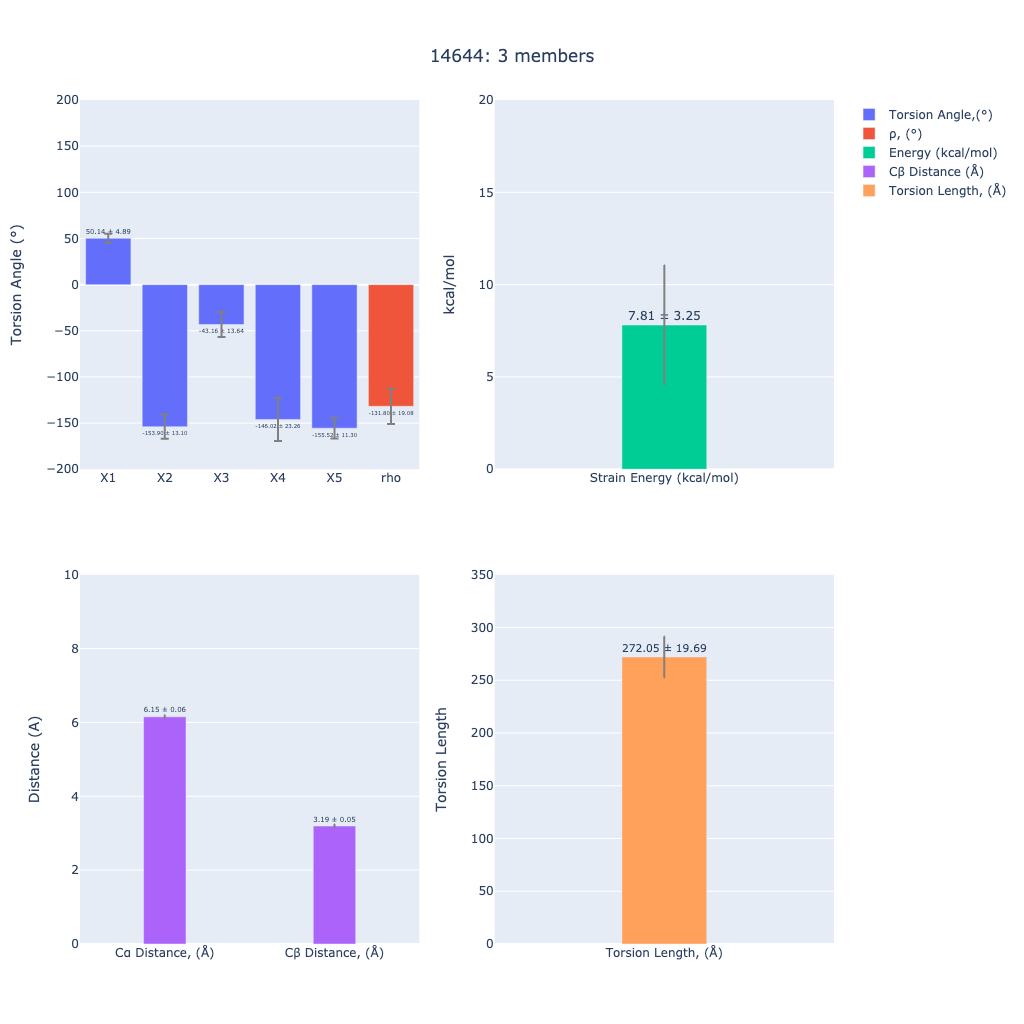 14644: 3 members
200
150
100
50
0
−50
−100
−150
−200
Torsion Angle (°)
50.14 ± 4.89
-153.90 ± 13.10
-43.16 ± 13.64
-146.02 ± 23.26
-155.52 ± 11.30
-131.80 ± 19.08
X1 X2 X3 X4 X5 rho
20
15
10
5
0
kcal/mol
7.81 ± 3.25
Strain Energy (kcal/mol)
Torsion Angle,(°)
ρ, (°)
Energy (kcal/mol)
Cβ Distance (Å)
Torsion Length, (Å)
10
8
6
4
2
0
Distance (A)
6.15 ± 0.06
3.19 ± 0.05
Cα Distance, (Å) Cβ Distance, (Å)
350
300
250
200
150
100
50
0
Torsion Length
272.05 ± 19.69
Torsion Length, (Å)